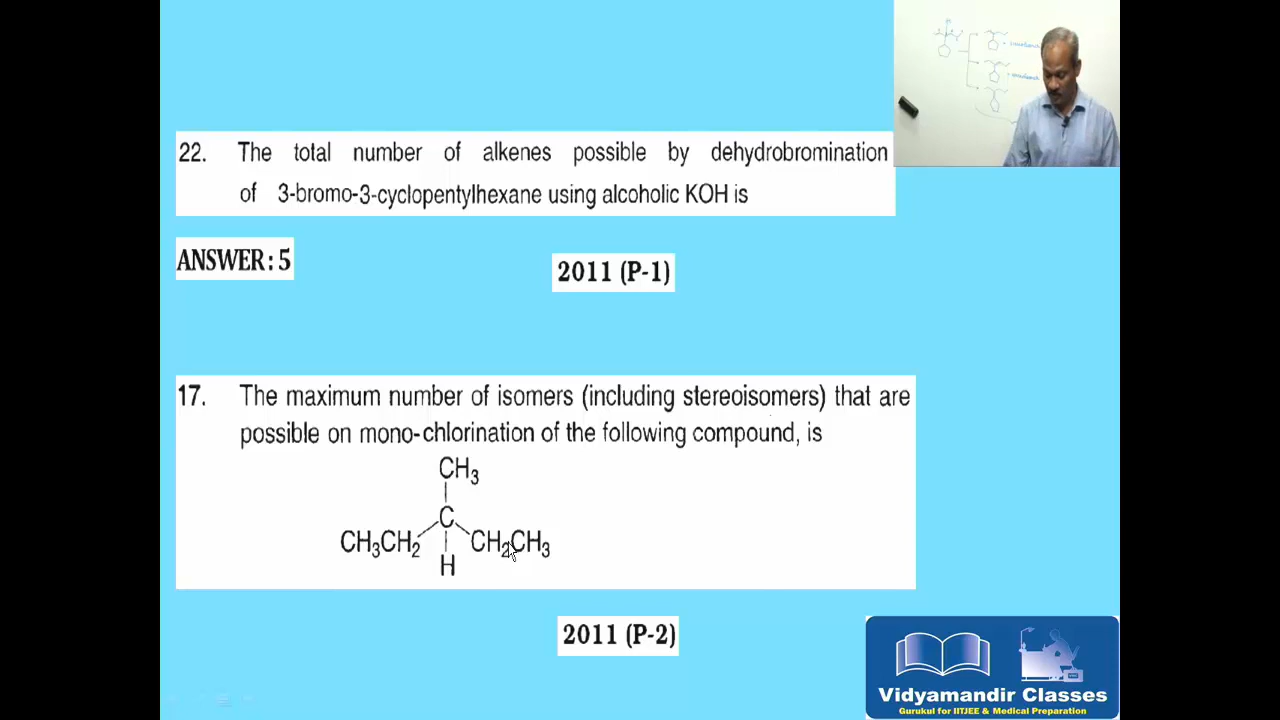 22. The total number of alkenes possible by dehydrobromination
of 3-bromo-3-cyclopentylhexane using alcoholic KOH is
ANSWER: 5
2011 (P-1)
17. The maximum number of isomers (including stereoisomers) that are
possible on mono-chlorination of the following compound, is
CH₃
C
CH₃CH₂ CH₂CH₃
H
2011 (P-2)
Vidyamandir Classes
Gurukul for IITJEE & Medical Preparation